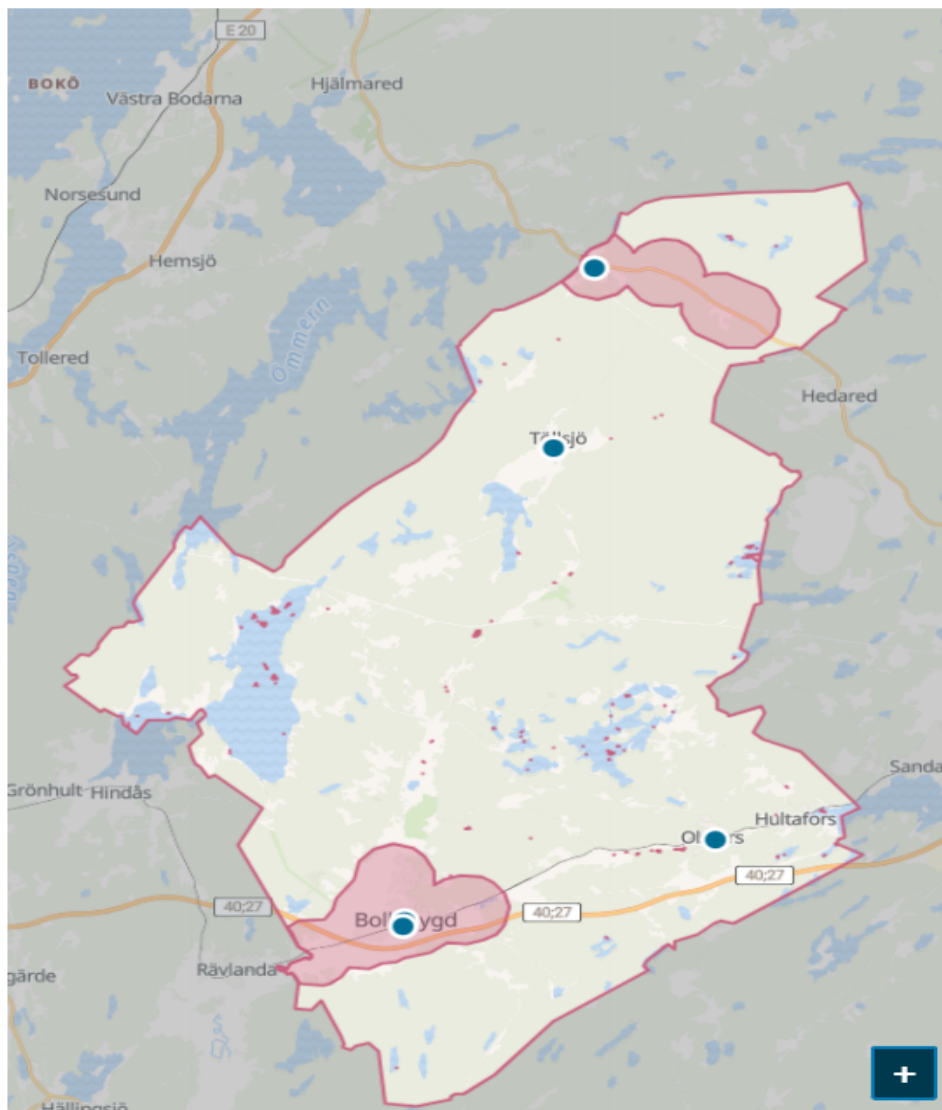 E 20
BOKÖ
Hjälmared
Västra Bodarna
Norsesund
Hemsjö
Ommern
Tollered
Hedared
Grönhult
Hindås
Sanda
Hultafors
40;27
40;27
40;27
Rävlanda
gärde
+
Hällingsjö